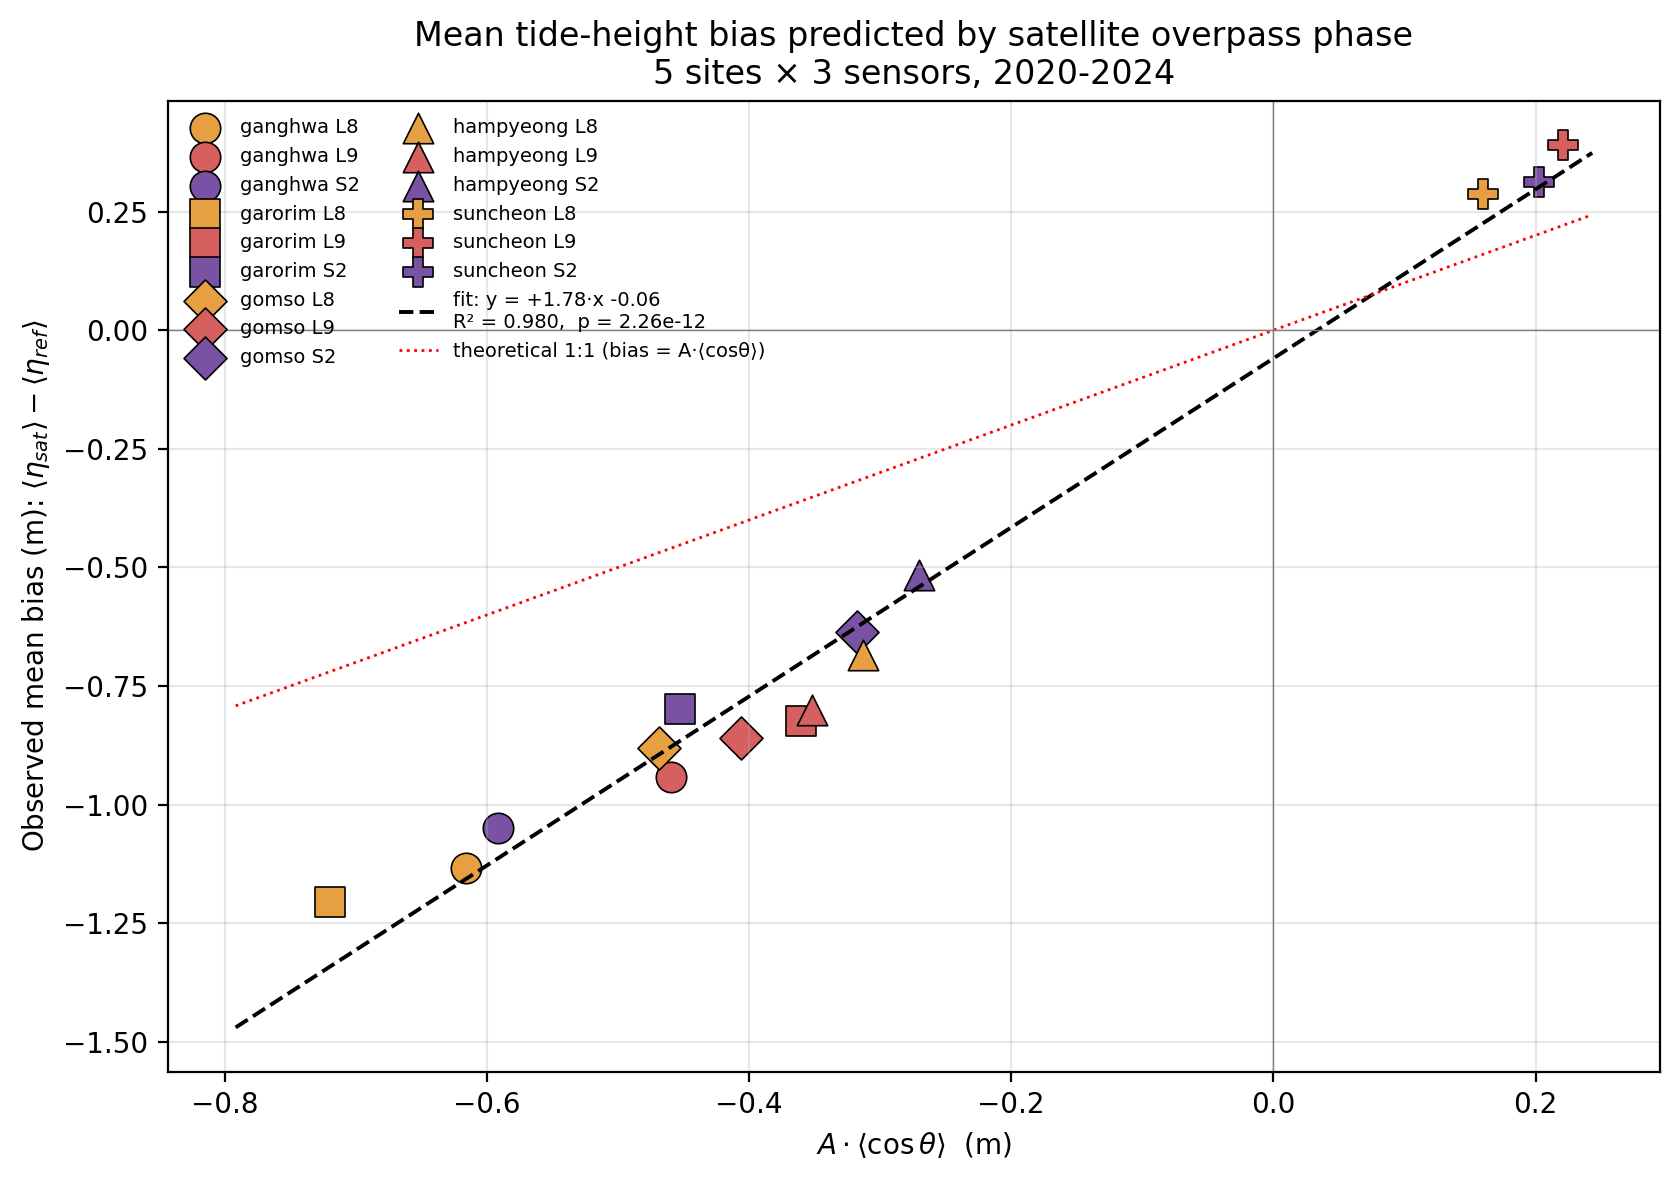 Mean tide-height bias predicted by satellite overpass phase
5 sites × 3 sensors, 2020-2024
Observed mean bias (m): ⟨η_sat⟩ − ⟨η_ref⟩
0.25
0.00
−0.25
−0.50
−0.75
−1.00
−1.25
−1.50
ganghwa L8
ganghwa L9
ganghwa S2
garorim L8
garorim L9
garorim S2
gomso L8
gomso L9
gomso S2
hampyeong L8
hampyeong L9
hampyeong S2
suncheon L8
suncheon L9
suncheon S2
fit: y = +1.78·x -0.06
R² = 0.980, p = 2.26e-12
theoretical 1:1 (bias = A·⟨cosθ⟩)
−0.8
−0.6
−0.4
−0.2
0.0
0.2
A · ⟨cos θ⟩ (m)